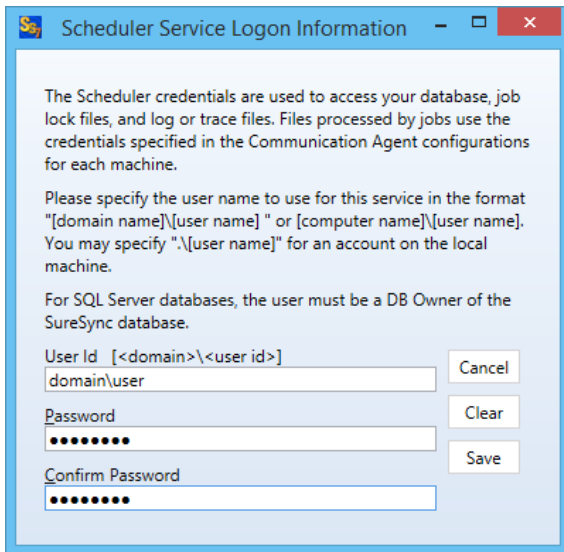 SS7
Scheduler Service Logon Information
The Scheduler credentials are used to access your database, job
lock files, and log or trace files. Files processed by jobs use the
credentials specified in the Communication Agent configurations
for each machine.
Please specify the user name to use for this service in the format
"[domain name]\[user name] " or [computer name]\[user name].
You may specify ".\[user name]" for an account on the local
machine.
For SQL Server databases, the user must be a DB Owner of the
SureSync database.
User Id [<domain>\<user id>]
domain\user
Cancel
Password
●●●●●●●●
Clear
Confirm Password
●●●●●●●●
Save